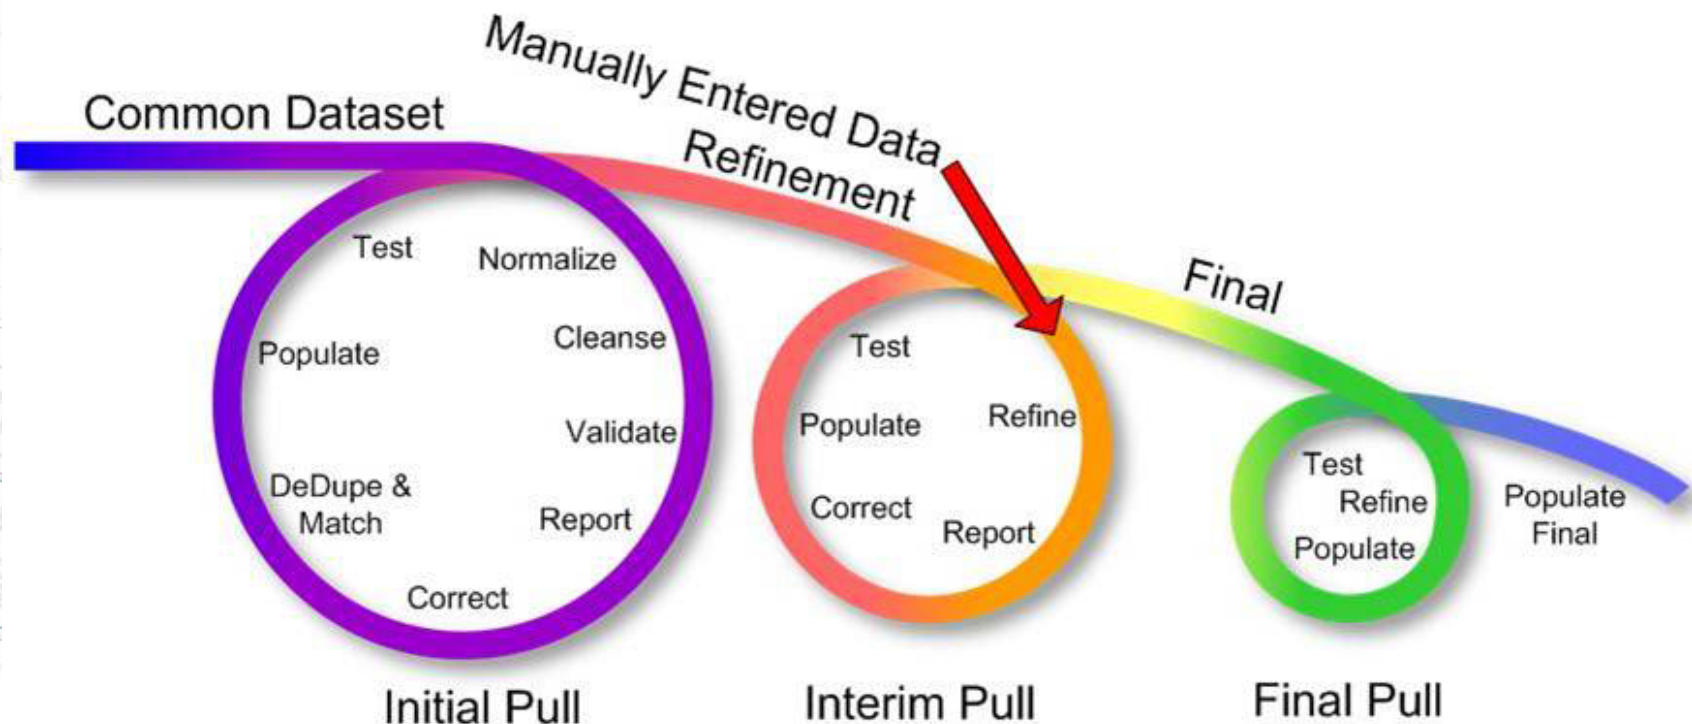 Manually Entered Data
Common Dataset
Refinement
Final
Test
Normalize
Cleanse
Populate
Validate
DeDupe &
Match
Report
Correct
Test
Refine
Populate
Correct
Report
Test
Refine
Populate
Populate
Final
Initial Pull
Interim Pull
Final Pull